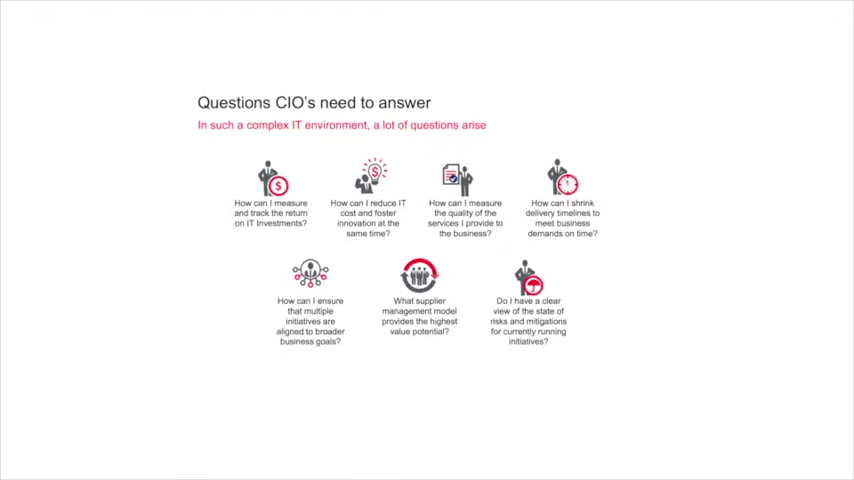 Questions CIO's need to answer
In such a complex IT environment, a lot of questions arise
How can I measure
and track the return
on IT Investments?
How can I reduce IT
cost and foster
innovation at the
same time?
How can I measure
the quality of the
services I provide to
the business?
How can I shrink
delivery timelines to
meet business
demands on time?
How can I ensure
that multiple
initiatives are
aligned to broader
business goals?
What supplier
management model
provides the highest
value potential?
Do I have a clear
view of the state of
risks and mitigations
for currently running
initiatives?